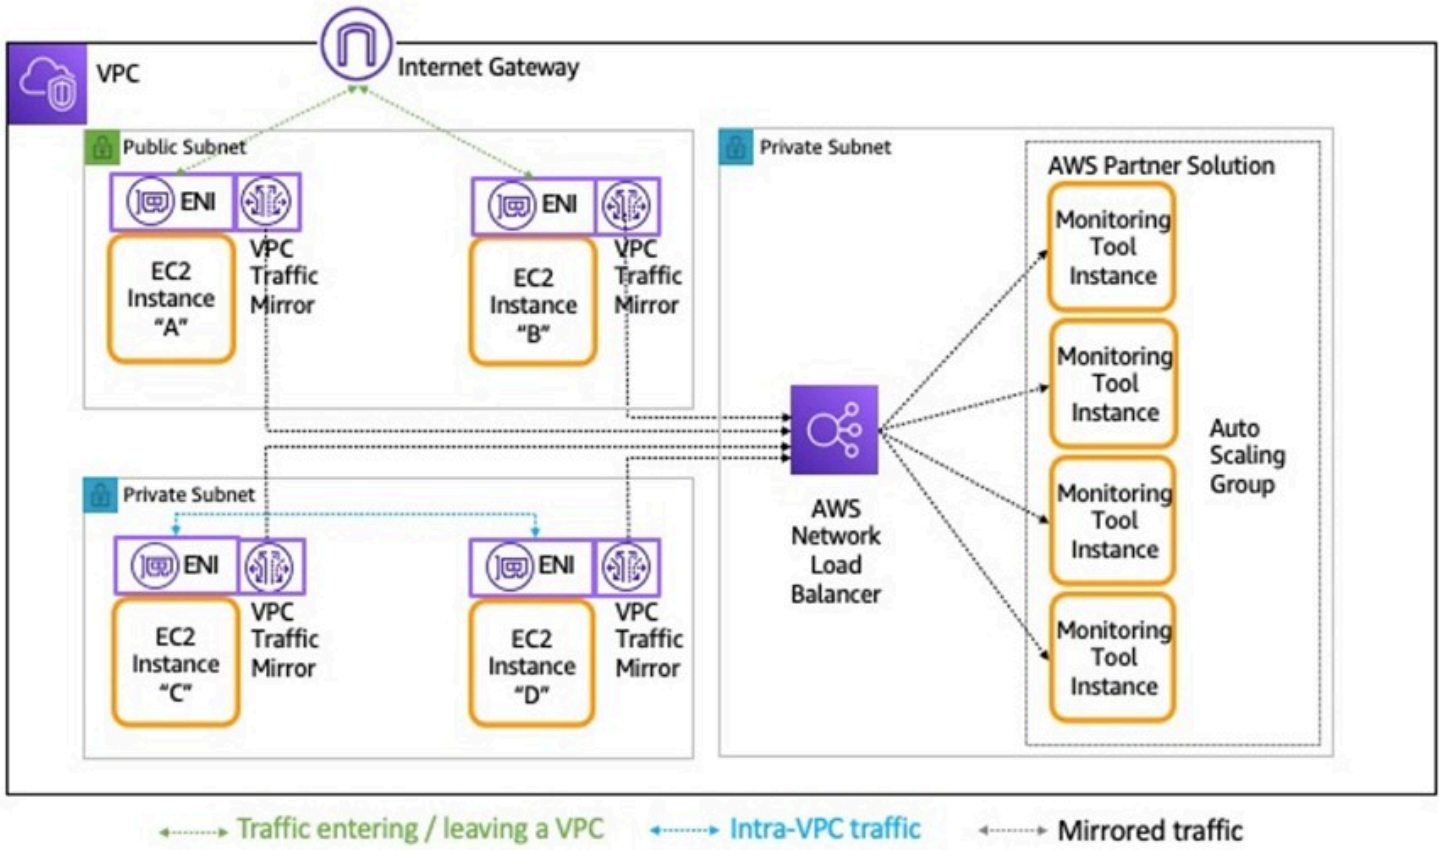 VPC
Internet Gateway
Public Subnet
ENI
VPC
Traffic
Mirror
EC2
Instance
“A”
ENI
VPC
Traffic
Mirror
EC2
Instance
“B”
Private Subnet
ENI
VPC
Traffic
Mirror
EC2
Instance
“C”
ENI
VPC
Traffic
Mirror
EC2
Instance
“D”
Private Subnet
AWS
Network
Load
Balancer
AWS Partner Solution
Monitoring
Tool
Instance
Monitoring
Tool
Instance
Monitoring
Tool
Instance
Monitoring
Tool
Instance
Auto
Scaling
Group
Traffic entering / leaving a VPC
Intra-VPC traffic
Mirrored traffic